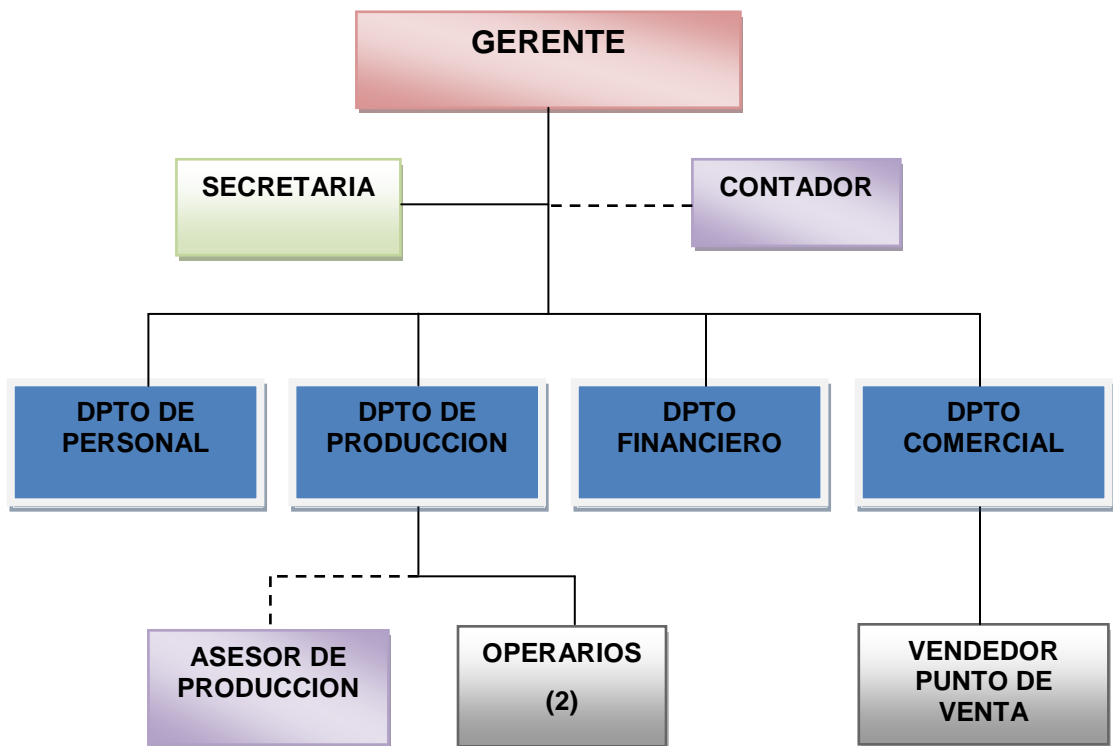 GERENTE
SECRETARIA
CONTADOR
DPTO DE
PERSONAL
DPTO DE
PRODUCCION
DPTO
FINANCIERO
DPTO
COMERCIAL
ASESOR DE
PRODUCCION
OPERARIOS
(2)
VENDEDOR
PUNTO DE
VENTA